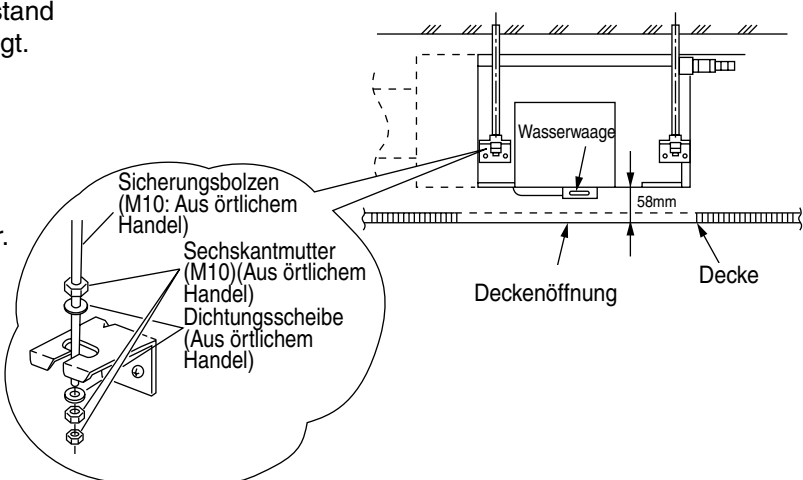 stand
gt.
r.
Wasserwaage
58mm
Deckenöffnung
Decke
Sicherungsbolzen
(M10: Aus örtlichem
Handel)
Sechskantmutter
(M10)(Aus örtlichem
Handel)
Dichtungsscheibe
(Aus örtlichem
Handel)